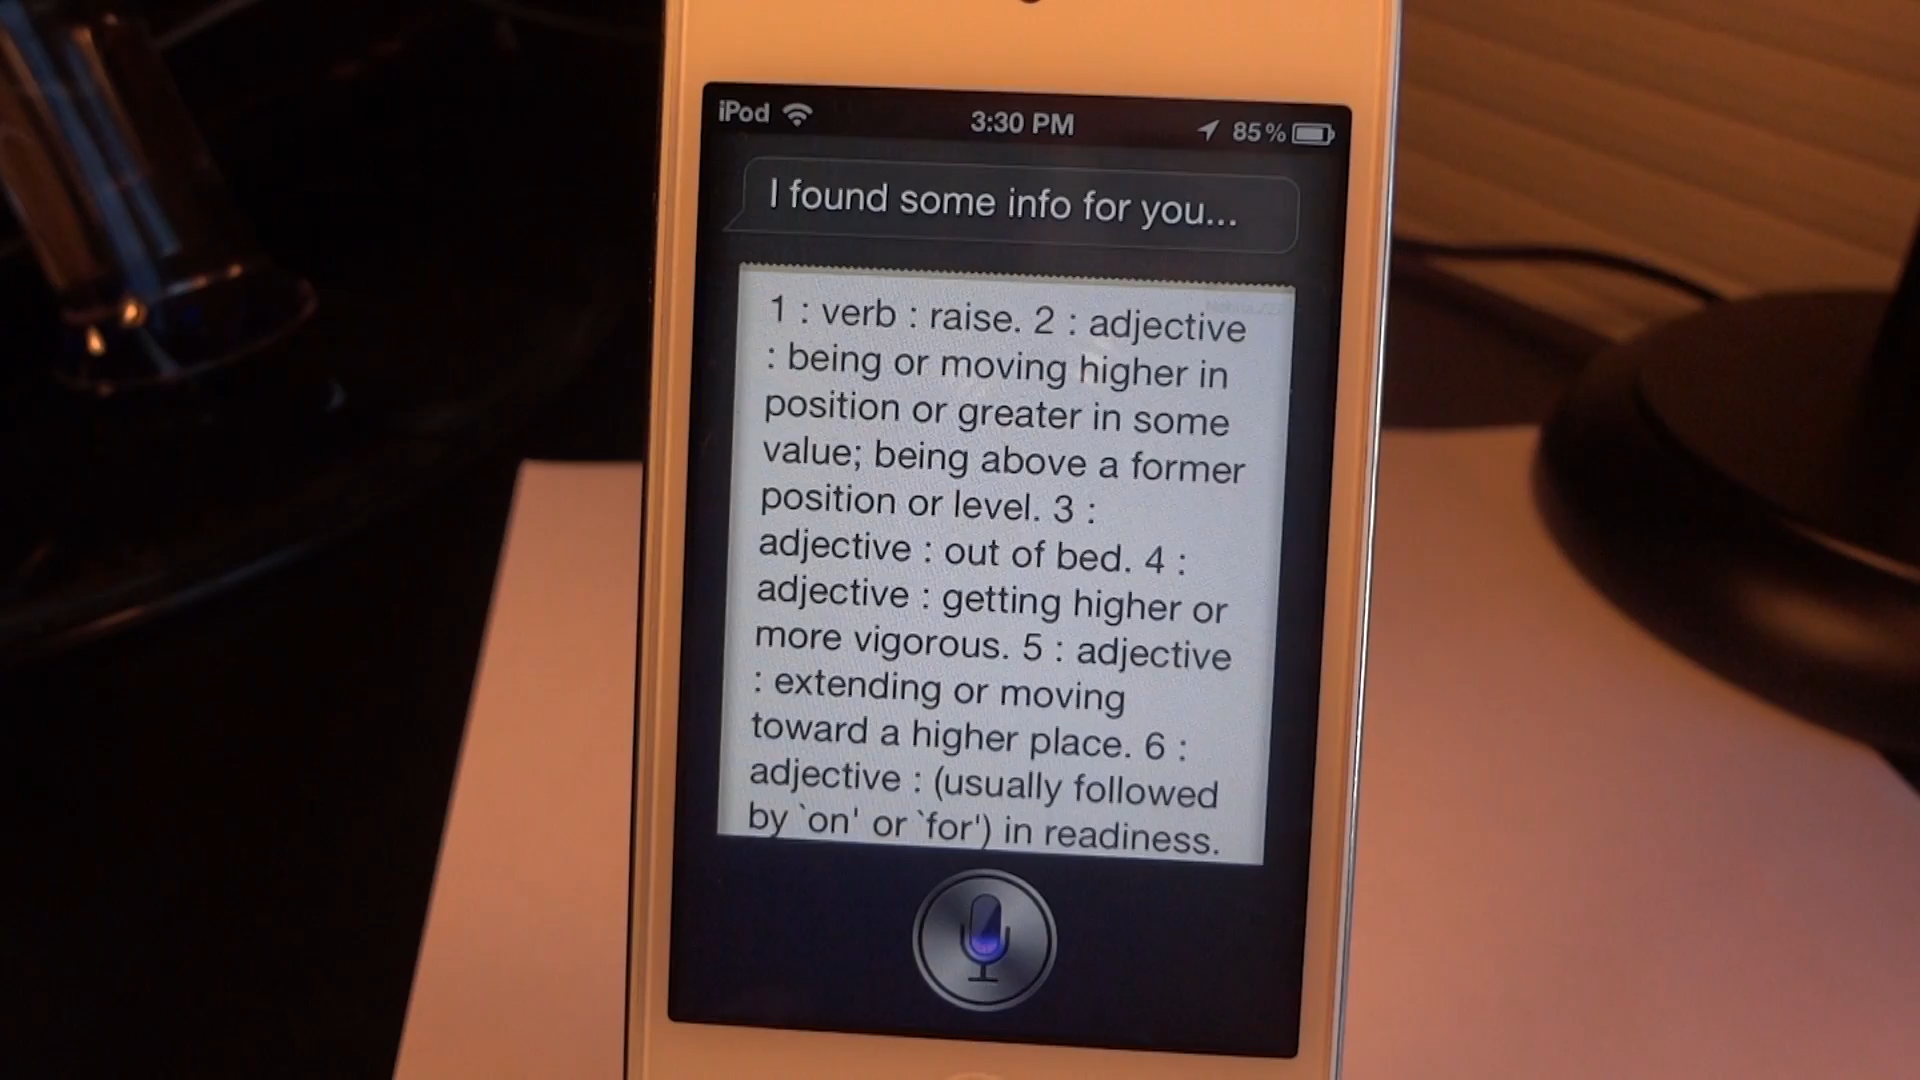 iPod 3:30 PM 85%
I found some info for you...
1 : verb : raise. 2 : adjective
: being or moving higher in
position or greater in some
value; being above a former
position or level. 3 :
adjective : out of bed. 4 :
adjective : getting higher or
more vigorous. 5 : adjective
: extending or moving
toward a higher place. 6 :
adjective : (usually followed
by `on' or `for') in readiness.